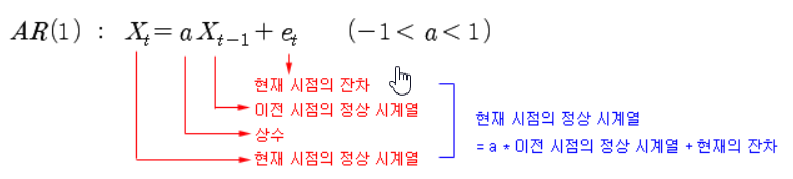 AR(1) : Xₜ = a Xₜ₋₁ + eₜ (−1 < a < 1)
현재 시점의 잔차
이전 시점의 정상 시계열
상수
현재 시점의 정상 시계열
현재 시점의 정상 시계열
= a * 이전 시점의 정상 시계열 + 현재의 잔차